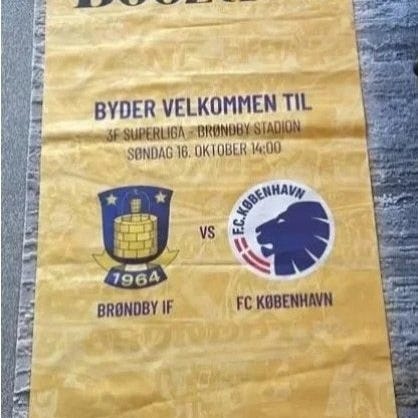 BYDER VELKOMMEN TIL
3F SUPERLIGA - BRØNDBY STADION
SØNDAG 16. OKTOBER 14:00
F.C. KØBENHAVN
VS
1964
BRØNDBY IF
FC KØBENHAVN